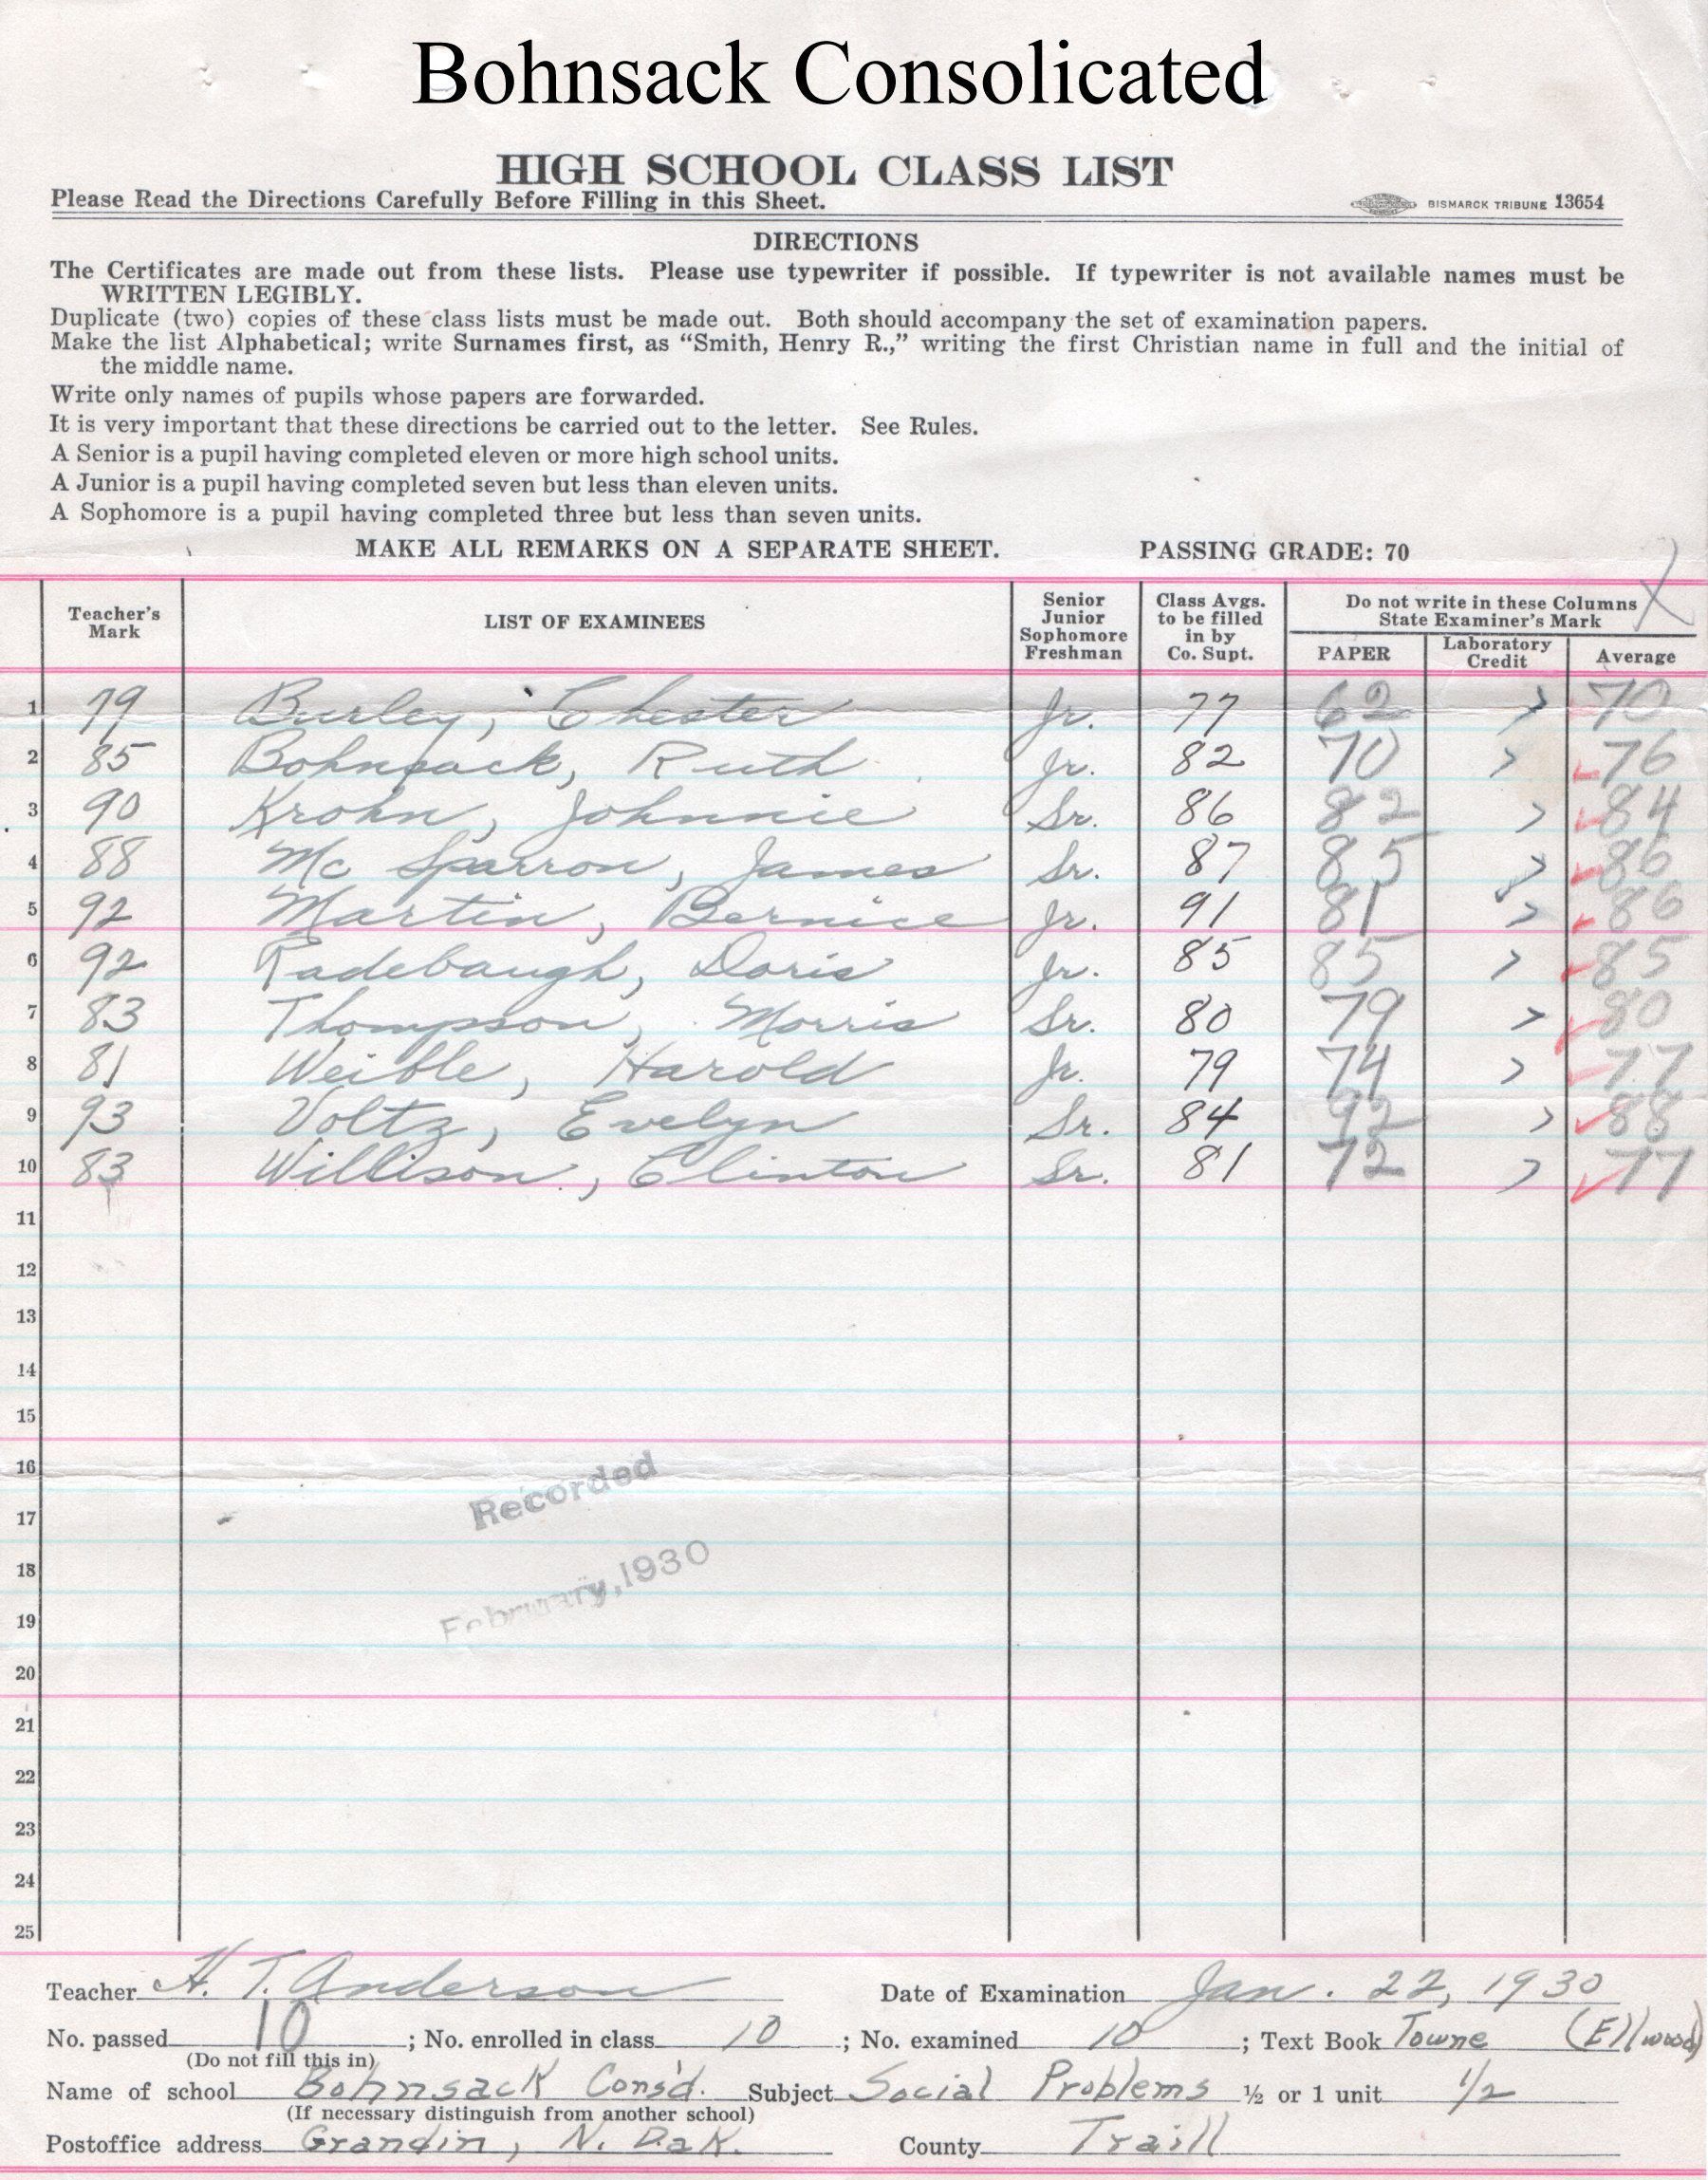 Bohnsack Consolicated
HIGH SCHOOL CLASS LIST
Please Read the Directions Carefully Before Filling in this Sheet. BISMARCK TRIBUNE 13654
DIRECTIONS
The Certificates are made out from these lists. Please use typewriter if possible. If typewriter is not available names must be
WRITTEN LEGIBLY.
Duplicate (two) copies of these class lists must be made out. Both should accompany the set of examination papers.
Make the list Alphabetical; write Surnames first, as “Smith, Henry R.,” writing the first Christian name in full and the initial of
the middle name.
Write only names of pupils whose papers are forwarded.
It is very important that these directions be carried out to the letter. See Rules.
A Senior is a pupil having completed eleven or more high school units.
A Junior is a pupil having completed seven but less than eleven units.
A Sophomore is a pupil having completed three but less than seven units.
MAKE ALL REMARKS ON A SEPARATE SHEET. PASSING GRADE: 70
Teacher's Mark LIST OF EXAMINEES Senior Junior Sophomore Freshman Class Avgs. to be filled in by Co. Supt. Do not write in these Columns State Examiner's Mark X
PAPER Laboratory Credit Average
1 79 Burley, Chester Jr. 77 62 > 70
2 85 Bohnsack, Ruth Jr. 82 70 > 76
3 90 Krohn, Johnnie Sr. 86 82 > 84
4 88 Mc Sparron, James Sr. 87 85 > 86
5 92 Martin, Bernice Jr. 91 81 > 86
6 92 Radebaugh, Doris Jr. 85 85 > 85
7 83 Thompson, Morris Sr. 80 79 > 80
8 81 Weible, Harold Jr. 79 74 > 77
9 93 Voltz, Evelyn Sr. 84 92 > 88
10 83 Willison, Clinton Sr. 81 72 > 77
11
12
13
14
15
16 Recorded
17
18 February, 1930
19
20
21
22
23
24
25
Teacher H. T. Anderson Date of Examination Jan. 22, 1930
No. passed 10 ; No. enrolled in class 10 ; No. examined 10 ; Text Book Towne (Ellwood)
(Do not fill this in)
Name of school Bohnsack Cons'd. Subject Social Problems ½ or 1 unit 1/2
(If necessary distinguish from another school)
Postoffice address Grandin, N. Dak. County Traill